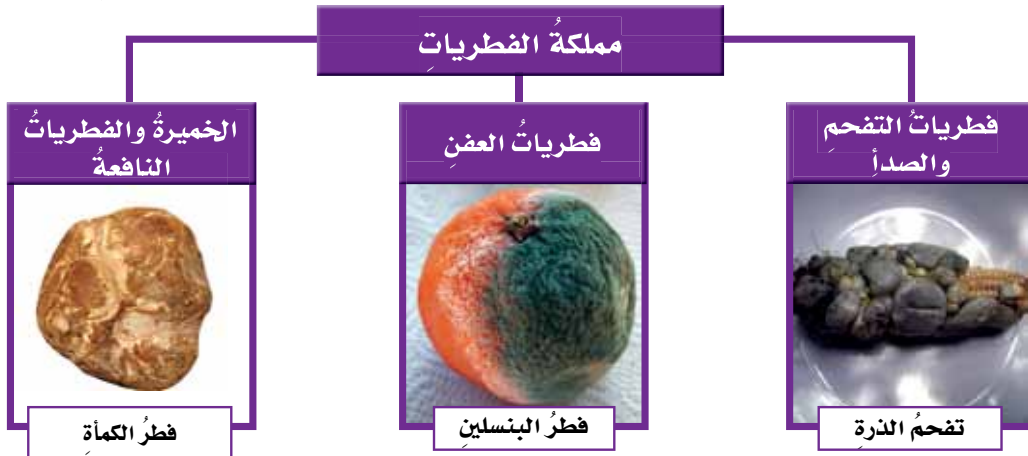 مملكةُ الفطرياتِ
فطرياتُ التفحمِ
والصدأِ
فطرياتُ العفنِ
الخميرةُ والفطرياتُ
النافعةُ
تفحمُ الذرةِ
فطرُ البنسلينِ
فطرُ الكمأةِ